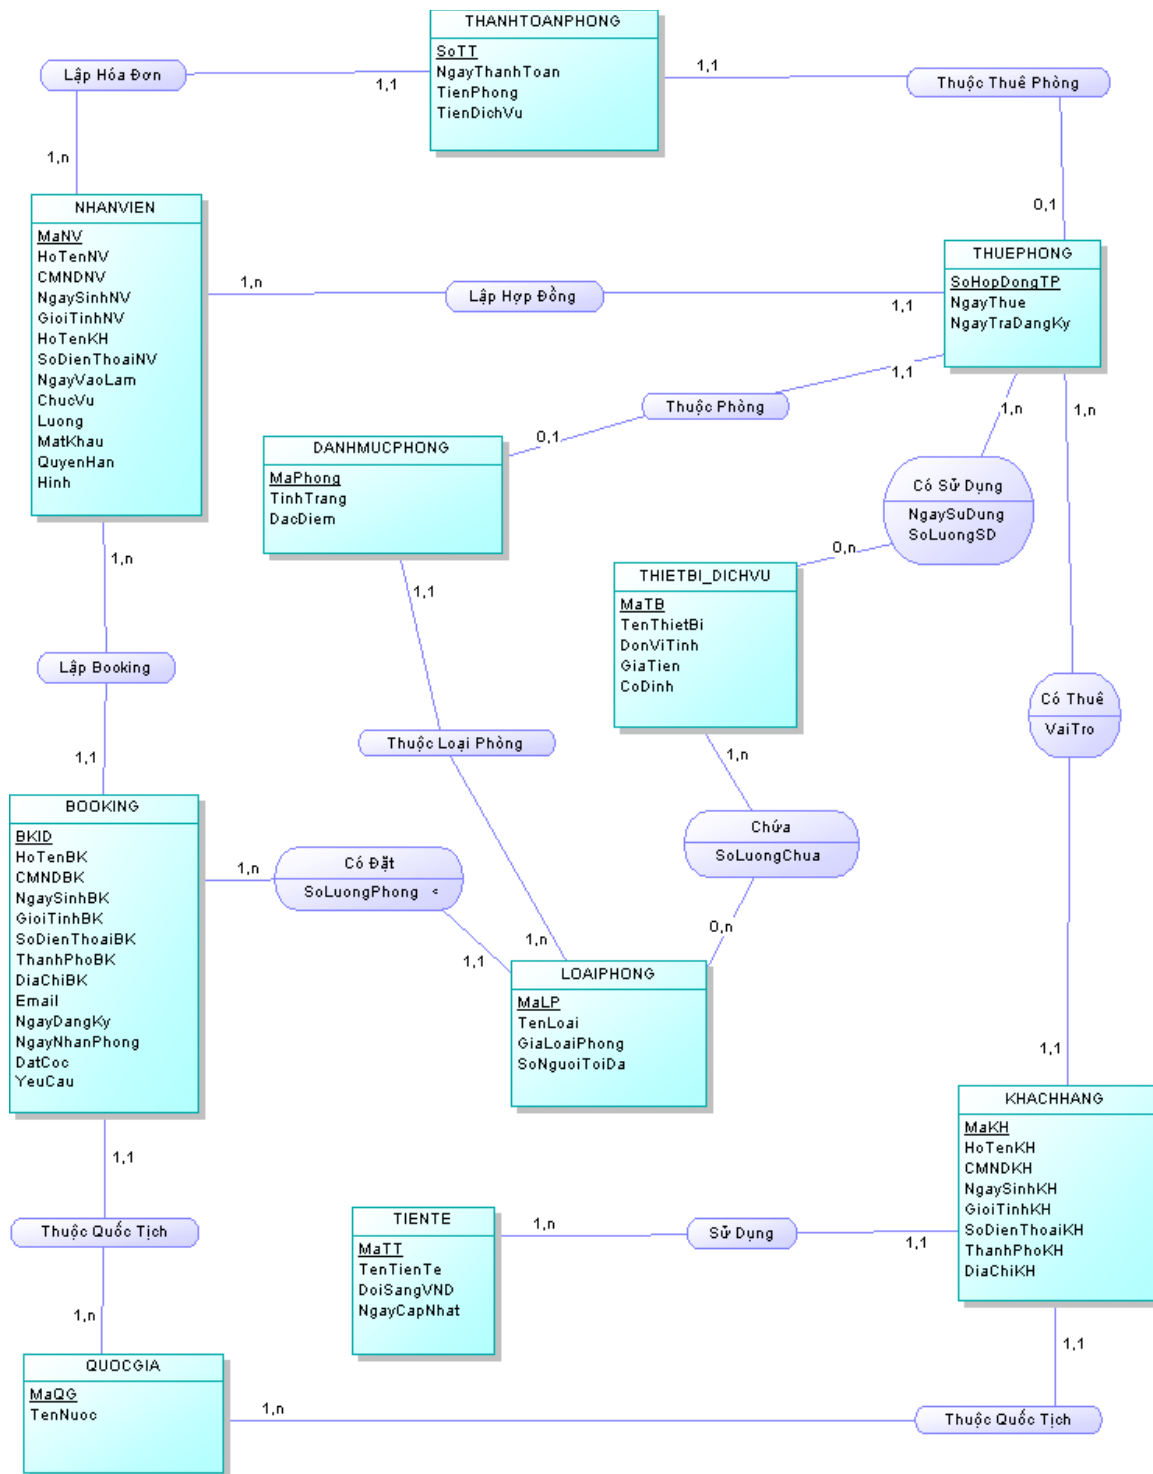 THANHTOANPHONG
SoTT
NgayThanhToan
TienPhong
TienDichVu
Lập Hóa Đơn
1,1
1,1
Thuộc Thuê Phòng
1,n
0,1
NHANVIEN
MaNV
HoTenNV
CMNDNV
NgaySinhNV
GioiTinhNV
HoTenKH
SoDienThoaiNV
NgayVaoLam
ChucVu
Luong
MatKhau
QuyenHan
Hinh
1,n
Lập Hợp Đồng
1,1
THUEPHONG
SoHopDongTP
NgayThue
NgayTraDangKy
1,1
Thuộc Phòng
0,1
1,n
1,n
DANHMUCPHONG
MaPhong
TinhTrang
DacDiem
Có Sử Dụng
NgaySuDung
SoLuongSD
0,n
1,n
1,1
THIETBI_DICHVU
MaTB
TenThietBi
DonViTinh
GiaTien
CoDinh
Lập Booking
Có Thuê
VaiTro
Thuộc Loại Phòng
1,1
1,n
BOOKING
BKID
HoTenBK
CMNDBK
NgaySinhBK
GioiTinhBK
SoDienThoaiBK
ThanhPhoBK
DiaChiBK
Email
NgayDangKy
NgayNhanPhong
DatCoc
YeuCau
1,n
Có Đặt
SoLuongPhong <
Chứa
SoLuongChua
1,1
1,n
0,n
LOAIPHONG
MaLP
TenLoai
GiaLoaiPhong
SoNguoiToiDa
1,1
KHACHHANG
MaKH
HoTenKH
CMNDKH
NgaySinhKH
GioiTinhKH
SoDienThoaiKH
ThanhPhoKH
DiaChiKH
1,1
Thuộc Quốc Tịch
TIENTE
MaTT
TenTienTe
DoiSangVND
NgayCapNhat
1,n
Sử Dụng
1,1
1,n
1,1
QUOCGIA
MaQG
TenNuoc
1,n
Thuộc Quốc Tịch